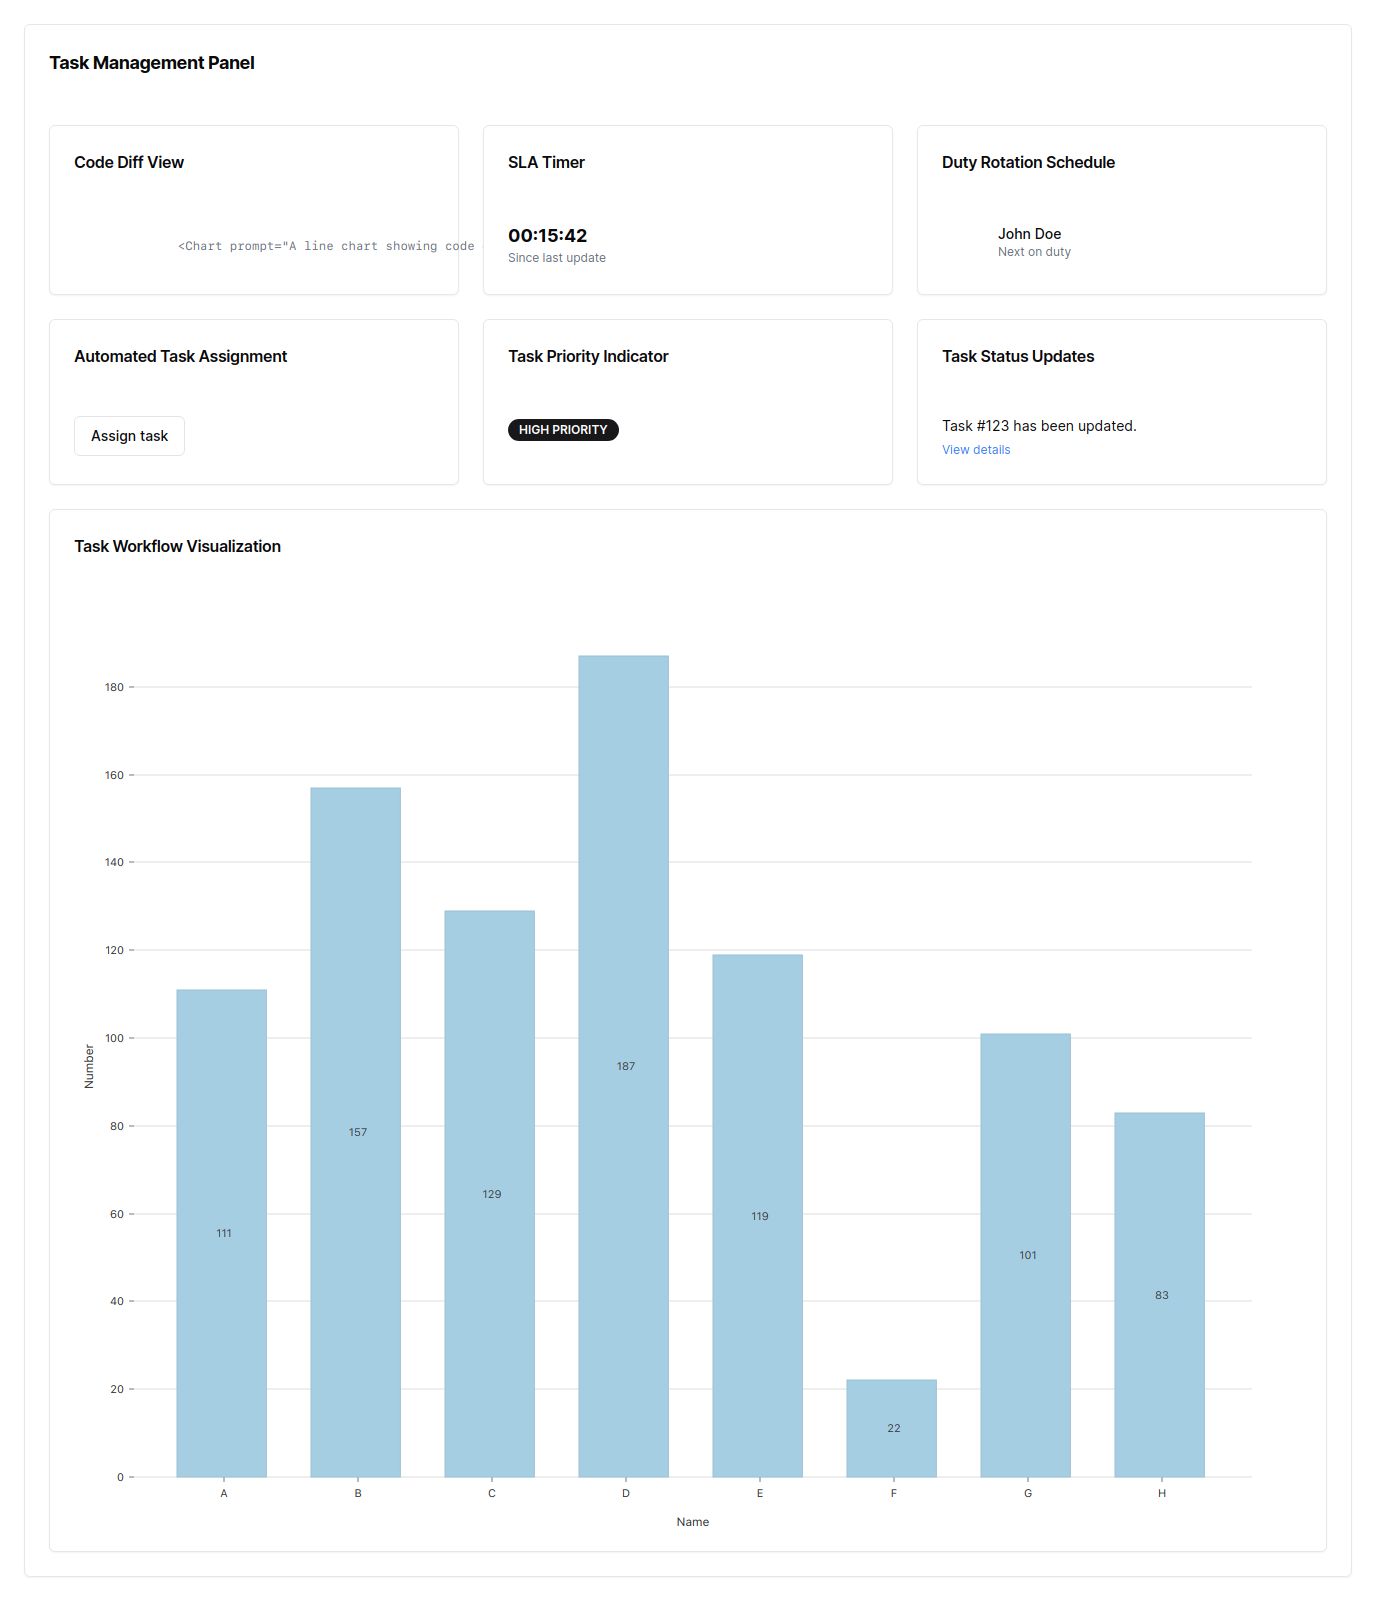 Task Management Panel
Code Diff View
<Chart prompt="A line chart showing code
SLA Timer
00:15:42
Since last update
Duty Rotation Schedule
John Doe
Next on duty
Automated Task Assignment
Assign task
Task Priority Indicator
HIGH PRIORITY
Task Status Updates
Task #123 has been updated.
View details
Task Workflow Visualization
180
160
140
120
100
80
60
40
20
0
Number
111
157
129
187
119
22
101
83
A
B
C
D
E
F
G
H
Name